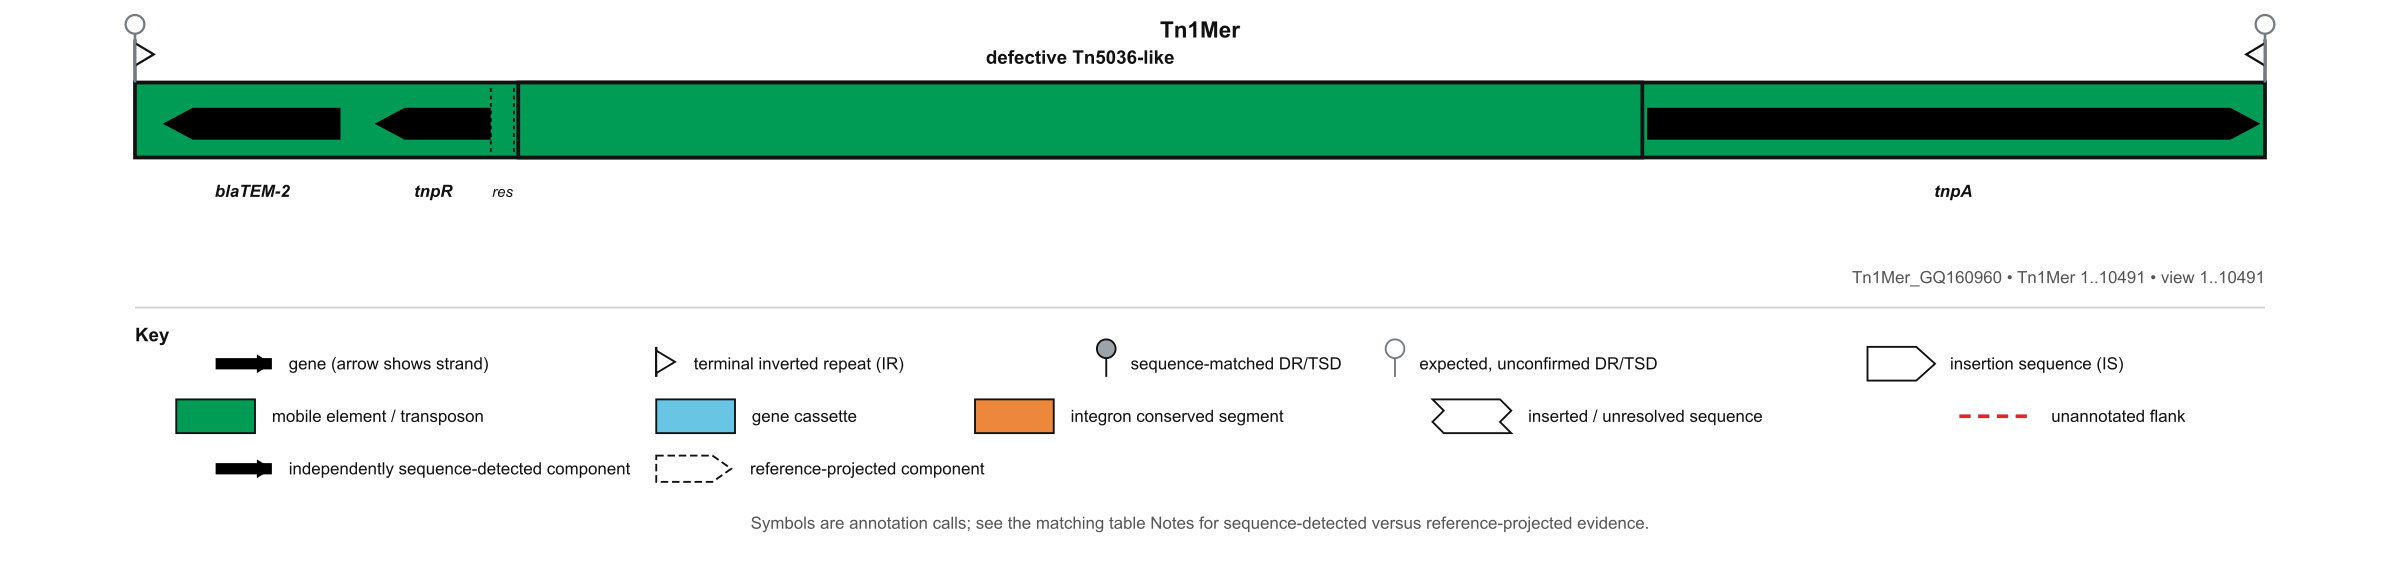 Tn1Mer
defective Tn5036-like
blaTEM-2 tnpR res tnpA
Tn1Mer_GQ160960 • Tn1Mer 1..10491 • view 1..10491
Key
gene (arrow shows strand) terminal inverted repeat (IR) sequence-matched DR/TSD expected, unconfirmed DR/TSD insertion sequence (IS)
mobile element / transposon gene cassette integron conserved segment inserted / unresolved sequence unannotated flank
independently sequence-detected component reference-projected component
Symbols are annotation calls; see the matching table Notes for sequence-detected versus reference-projected evidence.